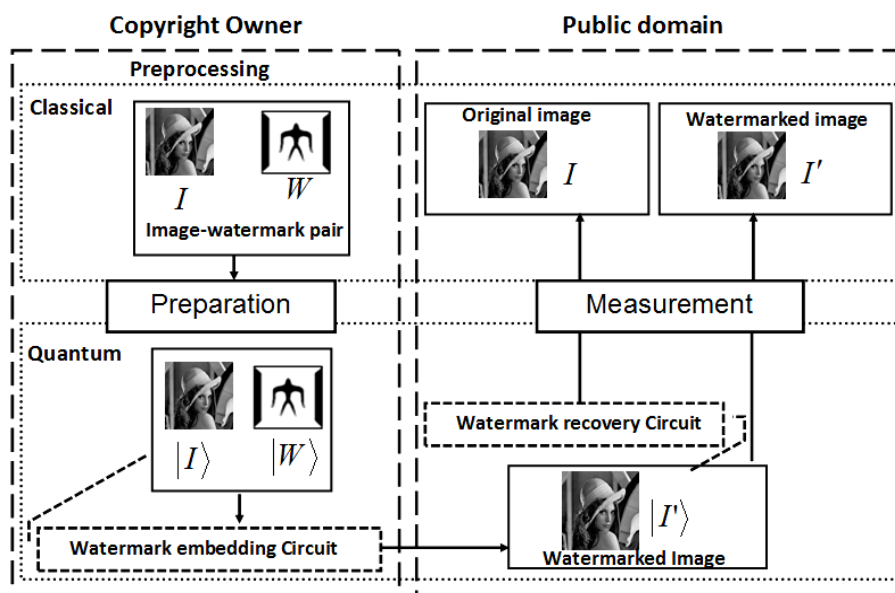 Copyright Owner
Public domain
Preprocessing
Classical
I
W
Image-watermark pair
Original image
I
Watermarked image
I'
Preparation
Measurement
Quantum
|I⟩
|W⟩
Watermark recovery Circuit
|I'⟩
Watermark embedding Circuit
Watermarked Image